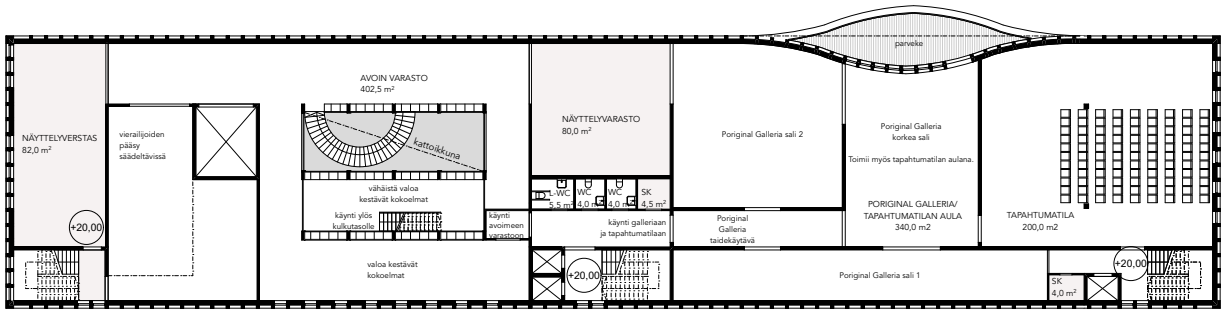 parveke
AVOIN VARASTO
402,5 m²
NÄYTTELYVERSTAS
82,0 m²
vierailijoiden
pääsy
säädeltävissä
kattoikkuna
NÄYTTELYVARASTO
80,0 m²
Poriginal Galleria sali 2
Poriginal Galleria
korkea sali
Toimii myös tapahtumatilan aulana.
vähäistä valoa
kestävät kokoelmat
L-WC
5,5 m²
WC
4,0 m²
WC
4,0 m²
SK
4,5 m²
PORIGINAL GALLERIA/
TAPAHTUMATILAN AULA
340,0 m2
TAPAHTUMATILA
200,0 m2
+20,00
käynti ylös
kulkutasolle
käynti
avoimeen
varastoon
käynti galleriaan
ja tapahtumatilaan
Poriginal
Galleria
taidekäytävä
valoa kestävät
kokoelmat
+20,00
Poriginal Galleria sali 1
+20,00
SK
4,0 m²